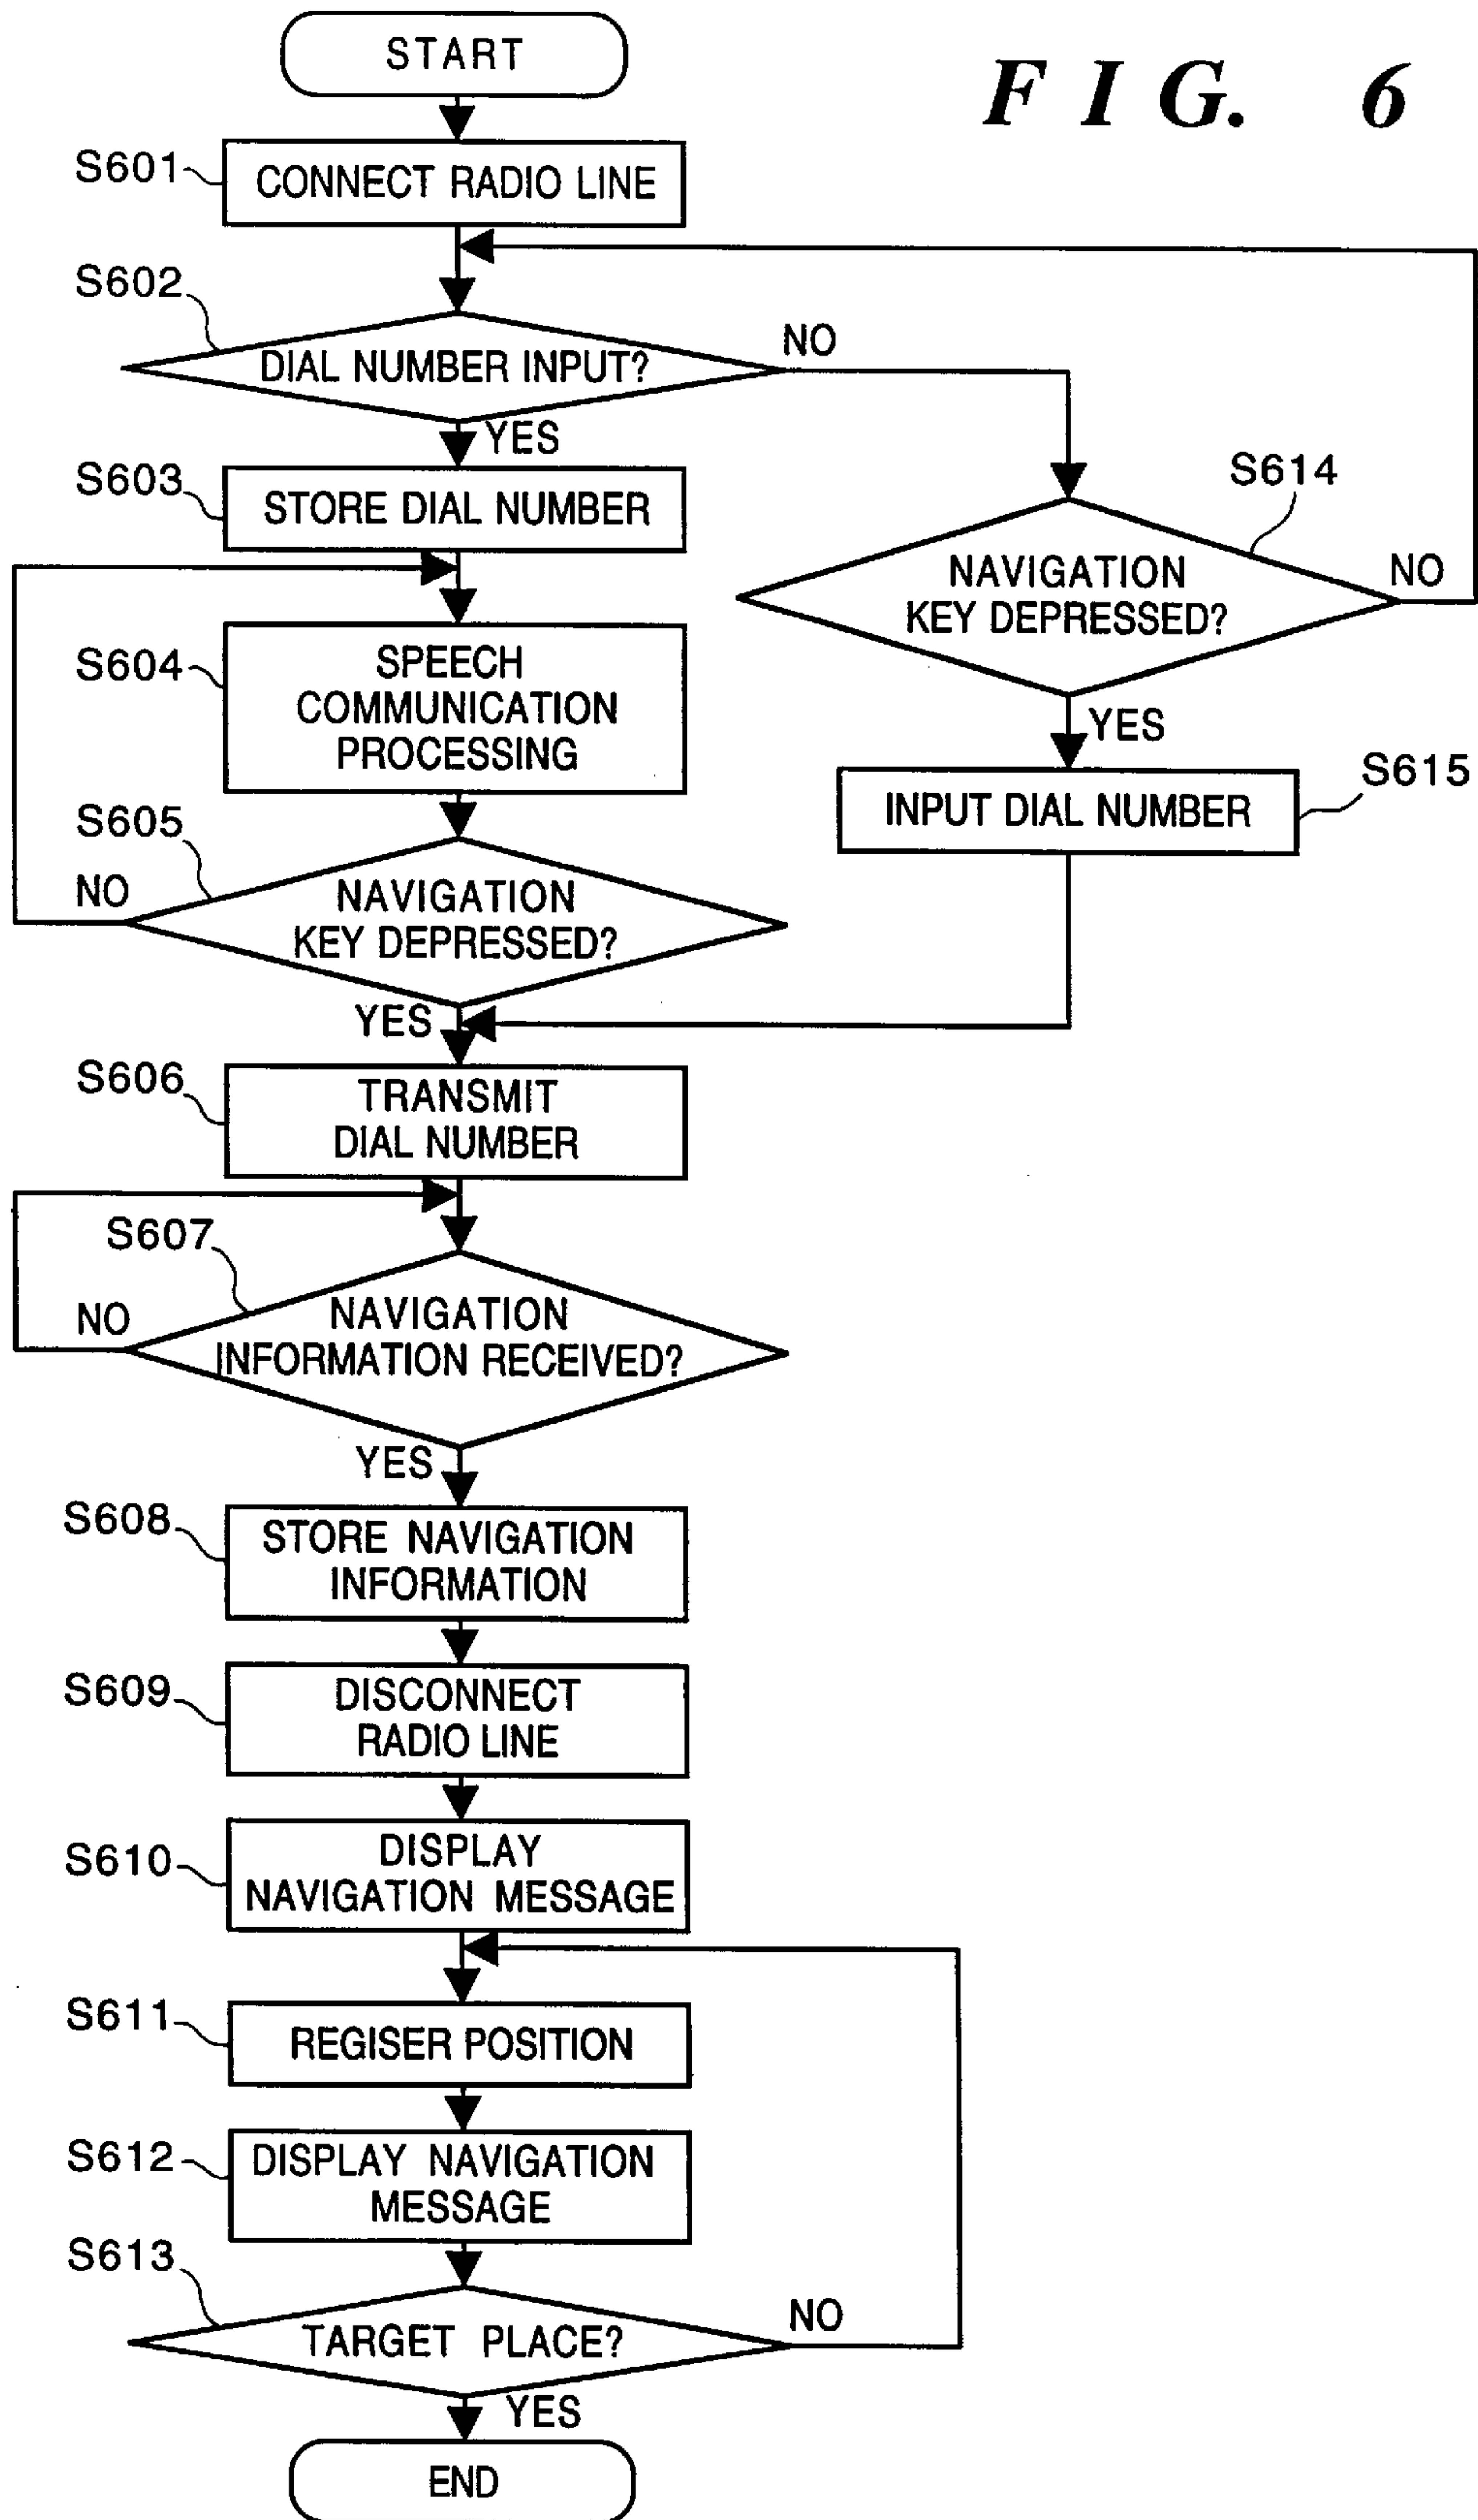 START
FIG. 6
S601
CONNECT RADIO LINE
S602
DIAL NUMBER INPUT?
NO
YES
S603
STORE DIAL NUMBER
S614
NAVIGATION
KEY DEPRESSED?
NO
S604
SPEECH
COMMUNICATION
PROCESSING
YES
S615
INPUT DIAL NUMBER
S605
NO
NAVIGATION
KEY DEPRESSED?
YES
S606
TRANSMIT
DIAL NUMBER
S607
NO
NAVIGATION
INFORMATION RECEIVED?
YES
S608
STORE NAVIGATION
INFORMATION
S609
DISCONNECT
RADIO LINE
S610
DISPLAY
NAVIGATION MESSAGE
S611
REGISER POSITION
S612
DISPLAY NAVIGATION
MESSAGE
S613
TARGET PLACE?
NO
YES
END